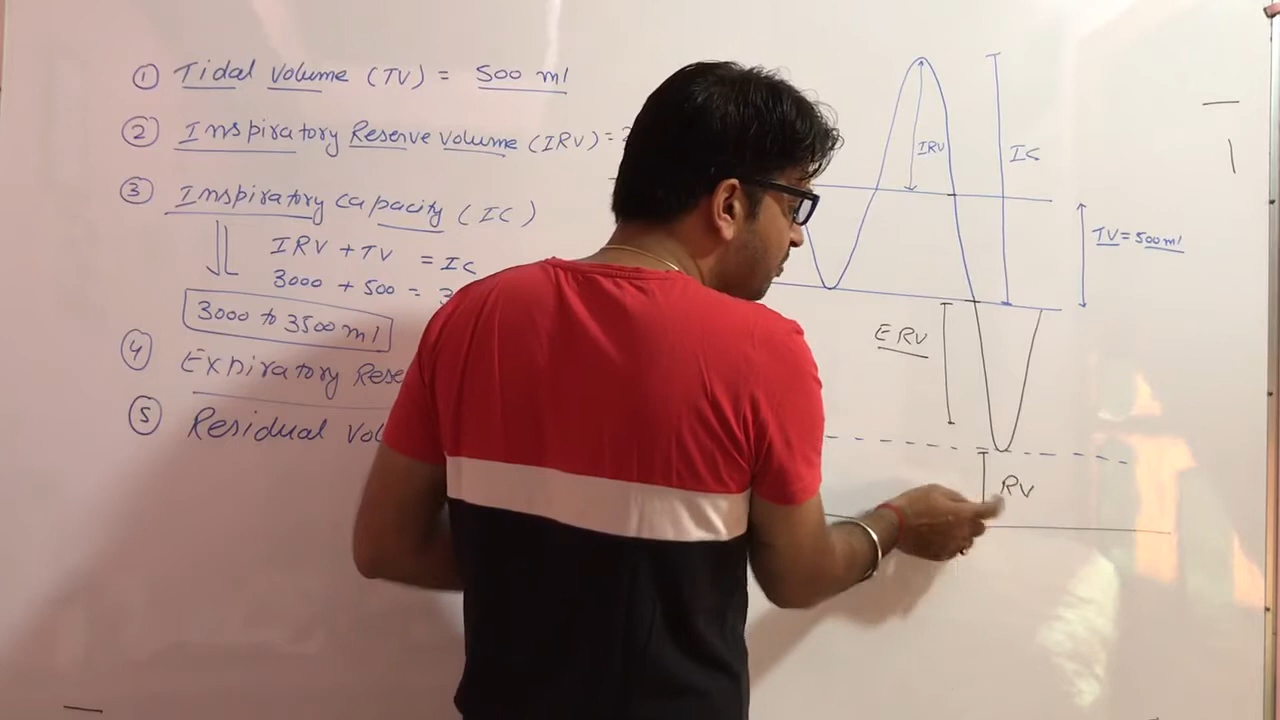 ① Tidal volume (TV) = 500 ml
② Inspiratory Reserve volume (IRV) =
③ Inspiratory capacity (IC)
IRV + TV = IC
3000 + 500 =
3000 to 3500 ml
④ Expiratory Rese
⑤ Residual Vol
IRV
IC
TV = 500 ml
ERV
RV